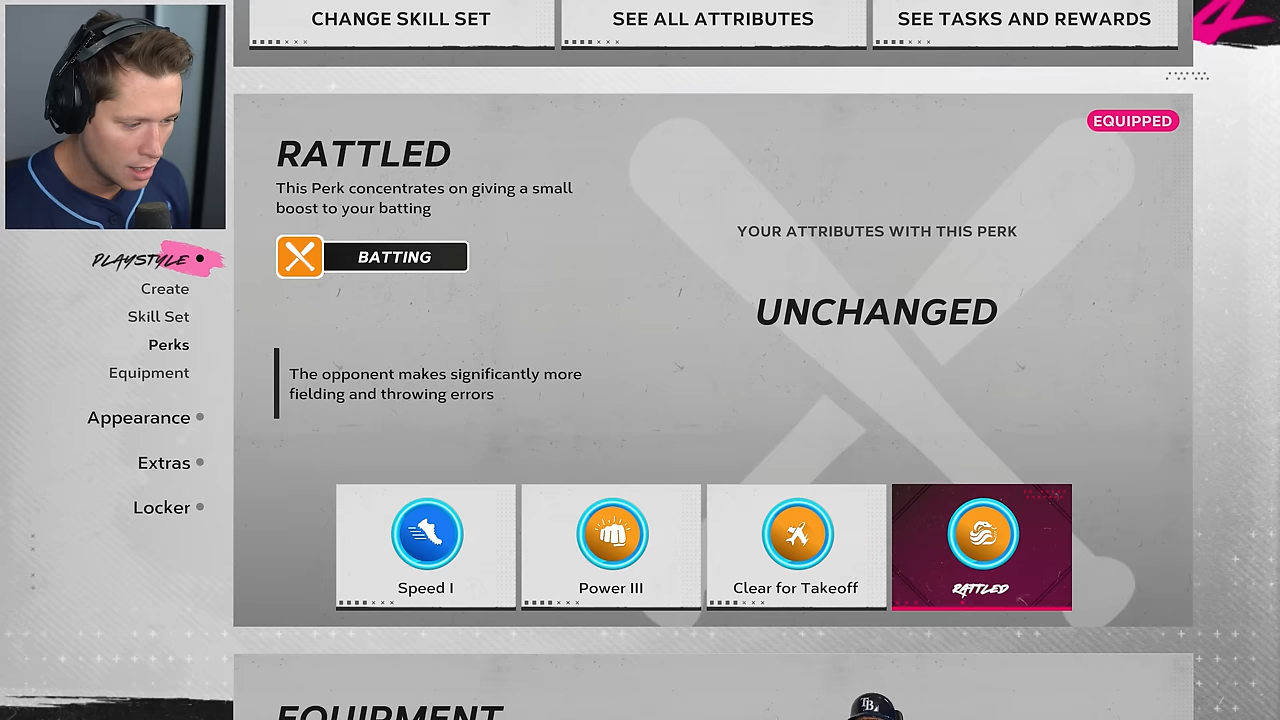 CHANGE SKILL SET
SEE ALL ATTRIBUTES
SEE TASKS AND REWARDS
EQUIPPED
RATTLED
This Perk concentrates on giving a small
boost to your batting
BATTING
YOUR ATTRIBUTES WITH THIS PERK
UNCHANGED
The opponent makes significantly more
fielding and throwing errors
PLAYSTYLE
Create
Skill Set
Perks
Equipment
Appearance
Extras
Locker
Speed I
Power III
Clear for Takeoff
RATTLED
EQUIPMENT
TB